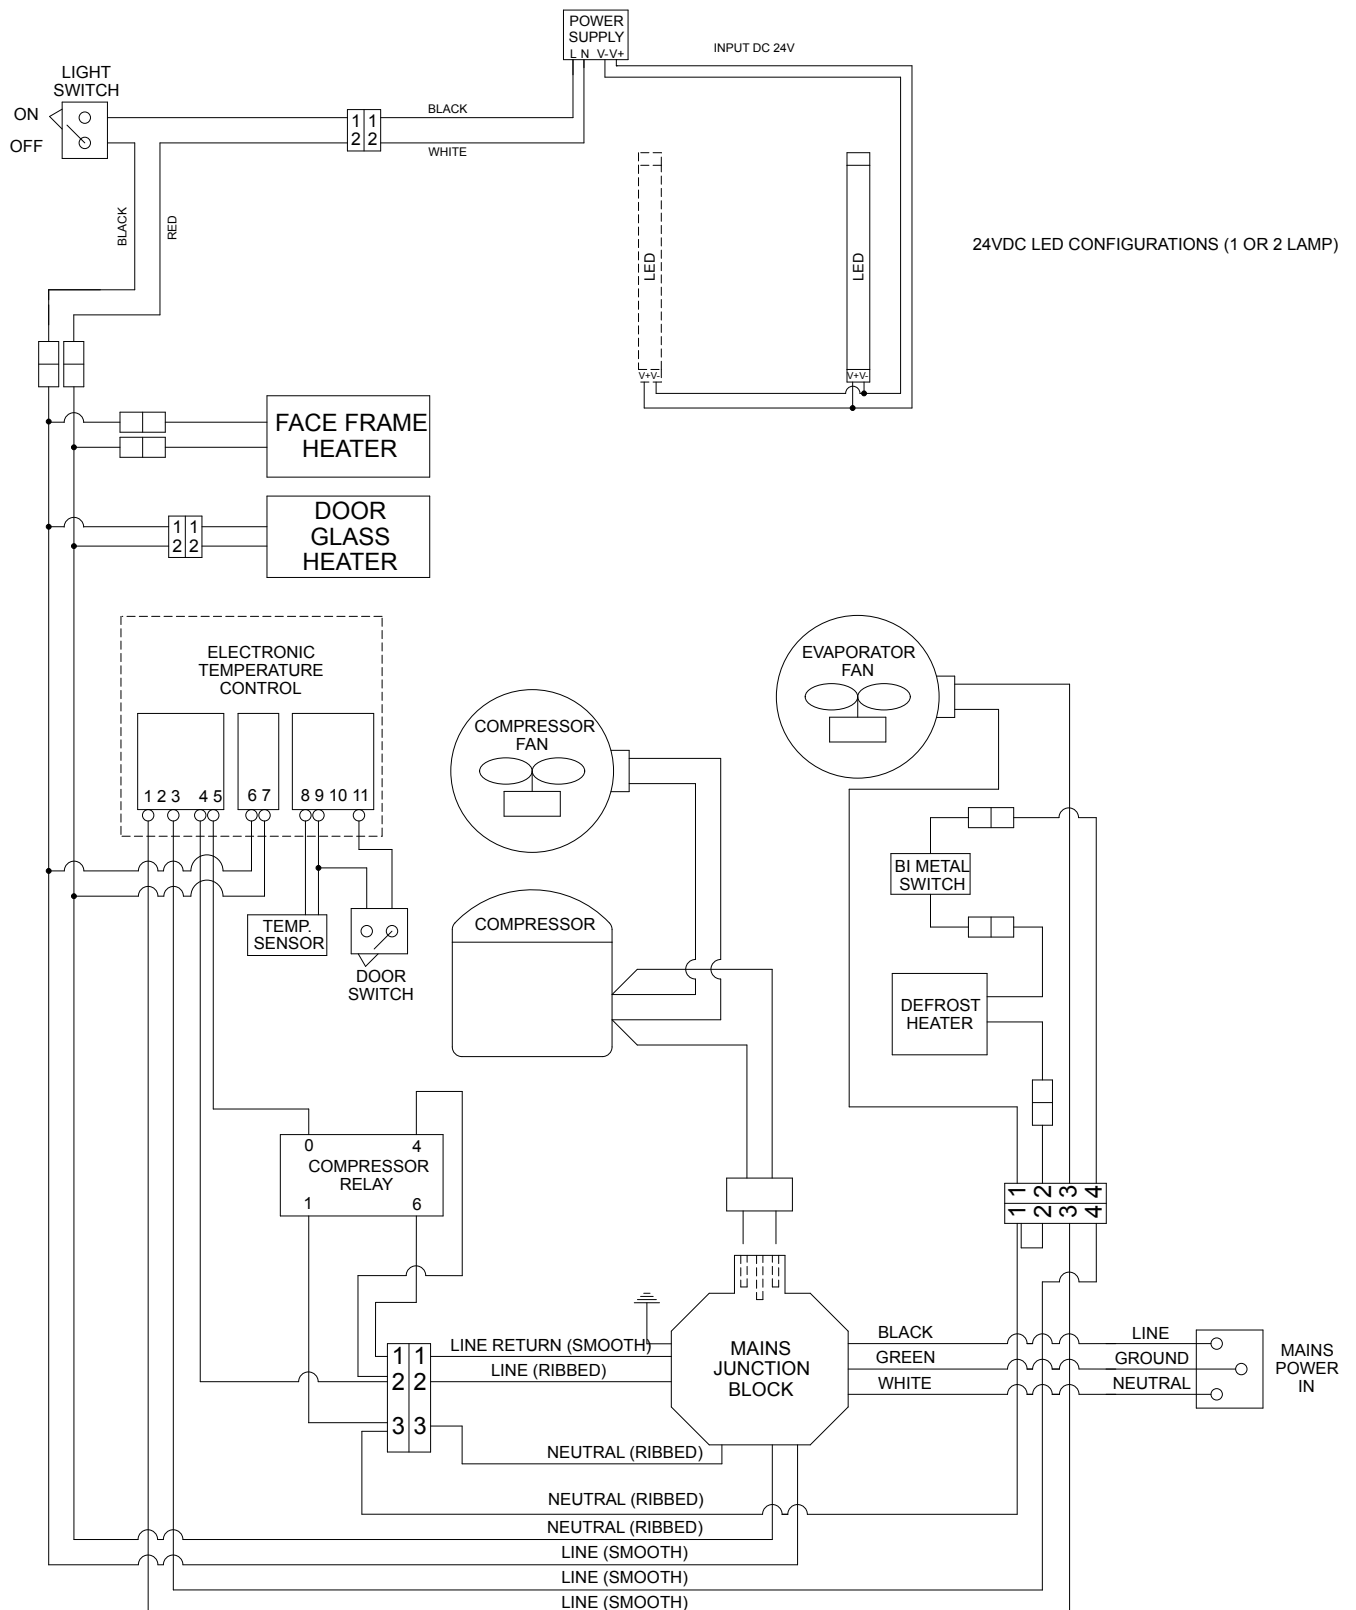 POWER
SUPPLY
L N V- V+
INPUT DC 24V
LIGHT
SWITCH
ON
OFF
1 1
2 2
BLACK
WHITE
BLACK
RED
LED
LED
V+V-
V+V-
24VDC LED CONFIGURATIONS (1 OR 2 LAMP)
FACE FRAME
HEATER
DOOR
GLASS
HEATER
1 1
2 2
ELECTRONIC
TEMPERATURE
CONTROL
1 2 3 4 5 6 7 8 9 10 11
TEMP.
SENSOR
DOOR
SWITCH
COMPRESSOR
FAN
COMPRESSOR
EVAPORATOR
FAN
BI METAL
SWITCH
DEFROST
HEATER
0 4
COMPRESSOR
RELAY
1 6
1 2 3 4
1 2 3 4
1 1
2 2
3 3
LINE RETURN (SMOOTH)
LINE (RIBBED)
MAINS
JUNCTION
BLOCK
BLACK
GREEN
WHITE
LINE
GROUND
NEUTRAL
MAINS
POWER
IN
NEUTRAL (RIBBED)
NEUTRAL (RIBBED)
NEUTRAL (RIBBED)
LINE (SMOOTH)
LINE (SMOOTH)
LINE (SMOOTH)